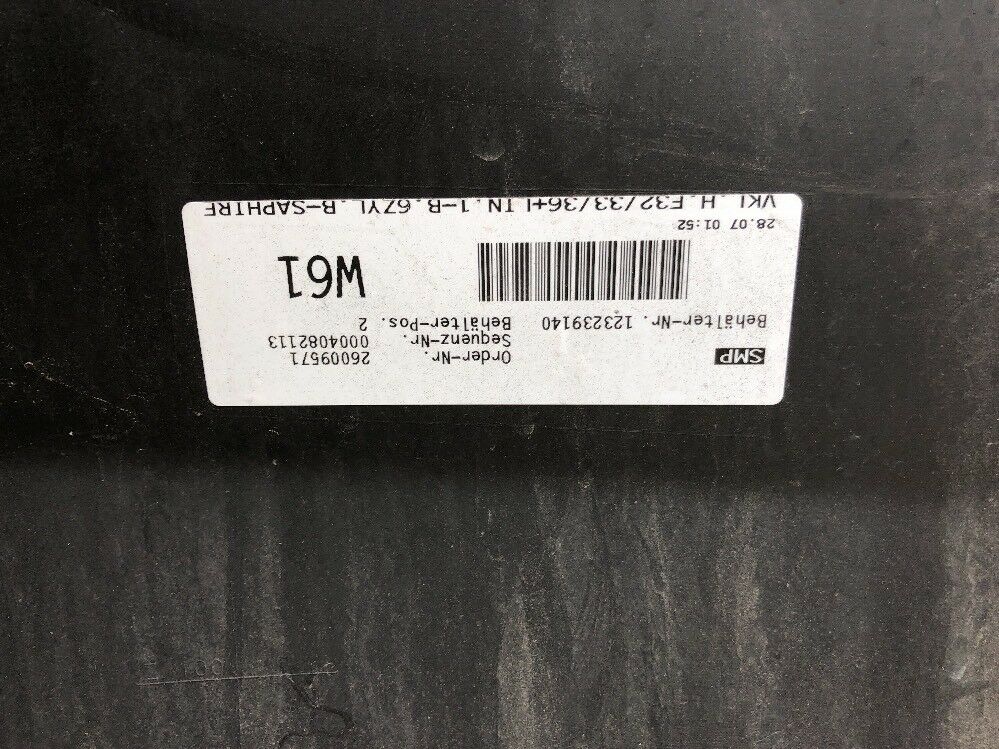 SMP
Order-Nr. 26009571
Sequenz-Nr. 0004082113
Behälter-Nr. 123239140 Behälter-Pos. 2
W61
28.07 01:52
VKL.H.F32/33/36+LIN.1-B.67YL.B-SAPHIRE